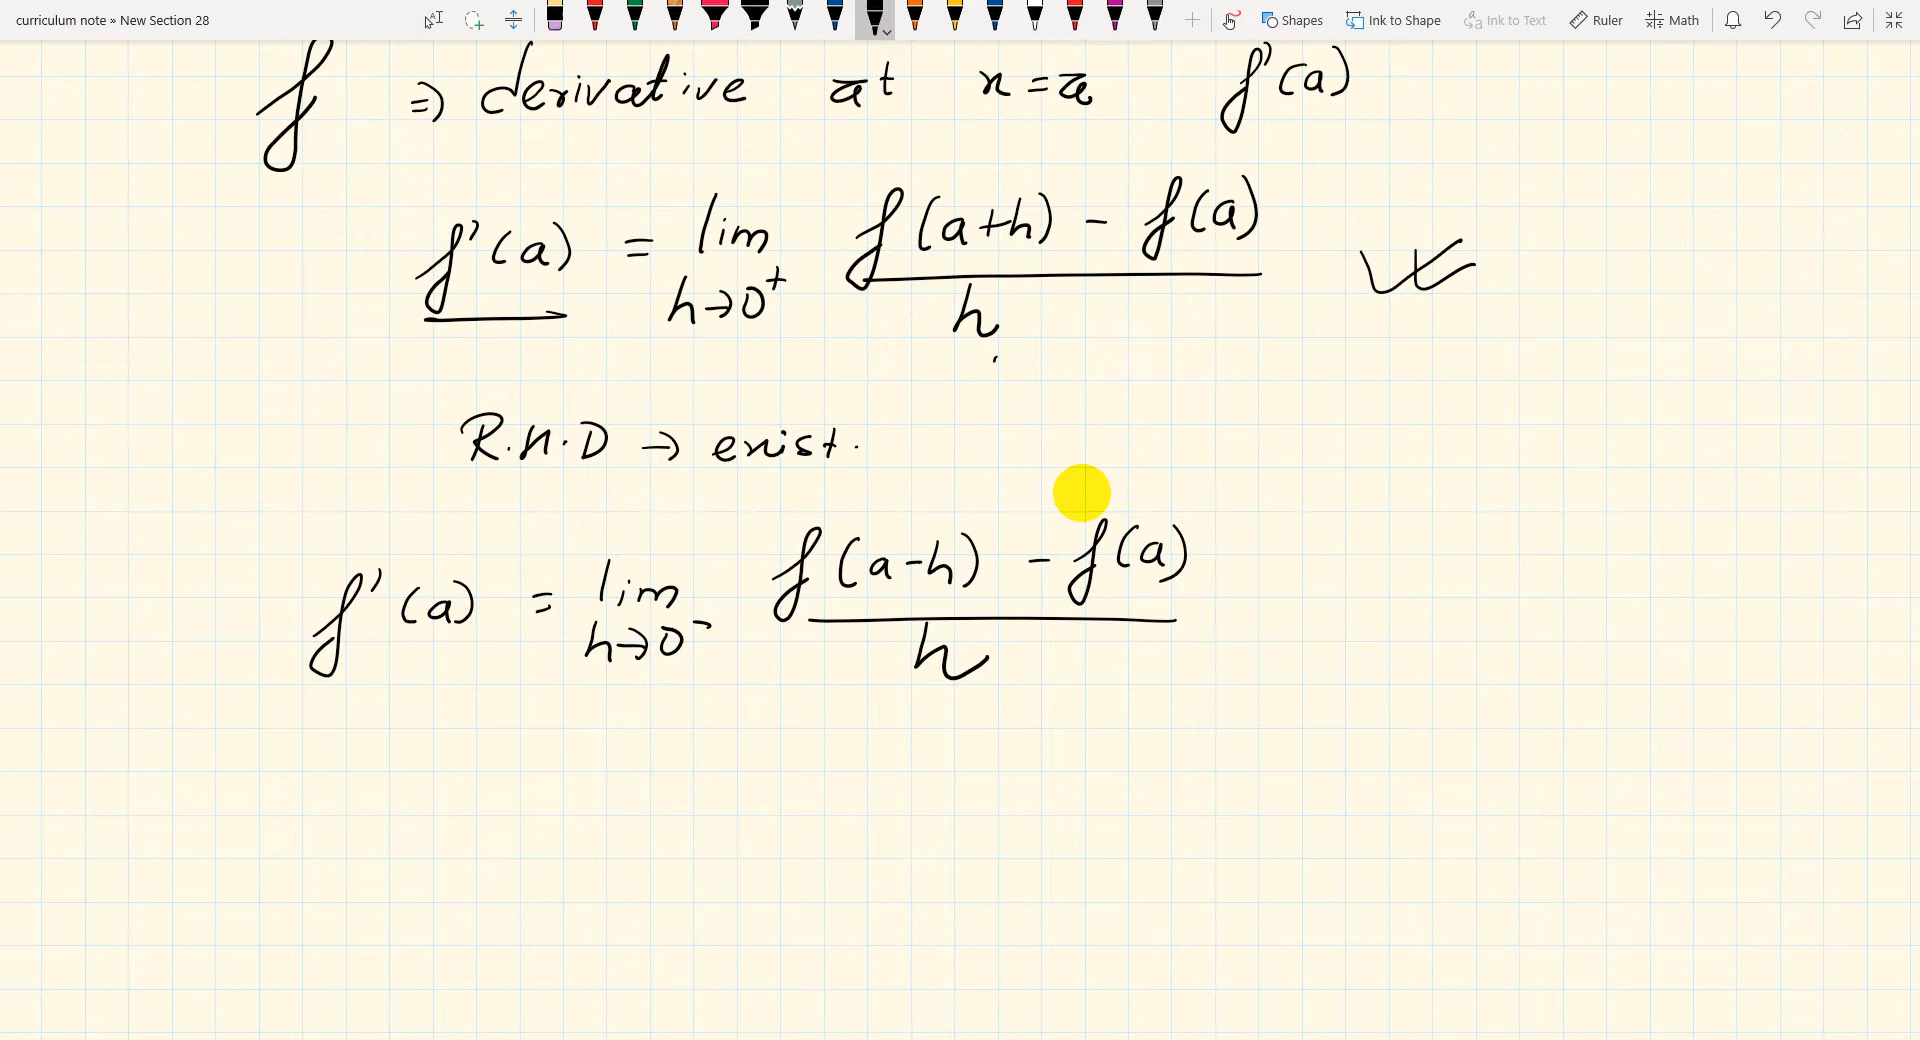 curriculum note » New Section 28 Shapes Ink to Shape Ink to Text Ruler Math
f ⇒ derivative at x = a f'(a)
f'(a) = lim h→0⁺ f(a+h) - f(a) / h
R.H.D → exist.
f'(a) = lim h→0⁻ f(a-h) - f(a) / h